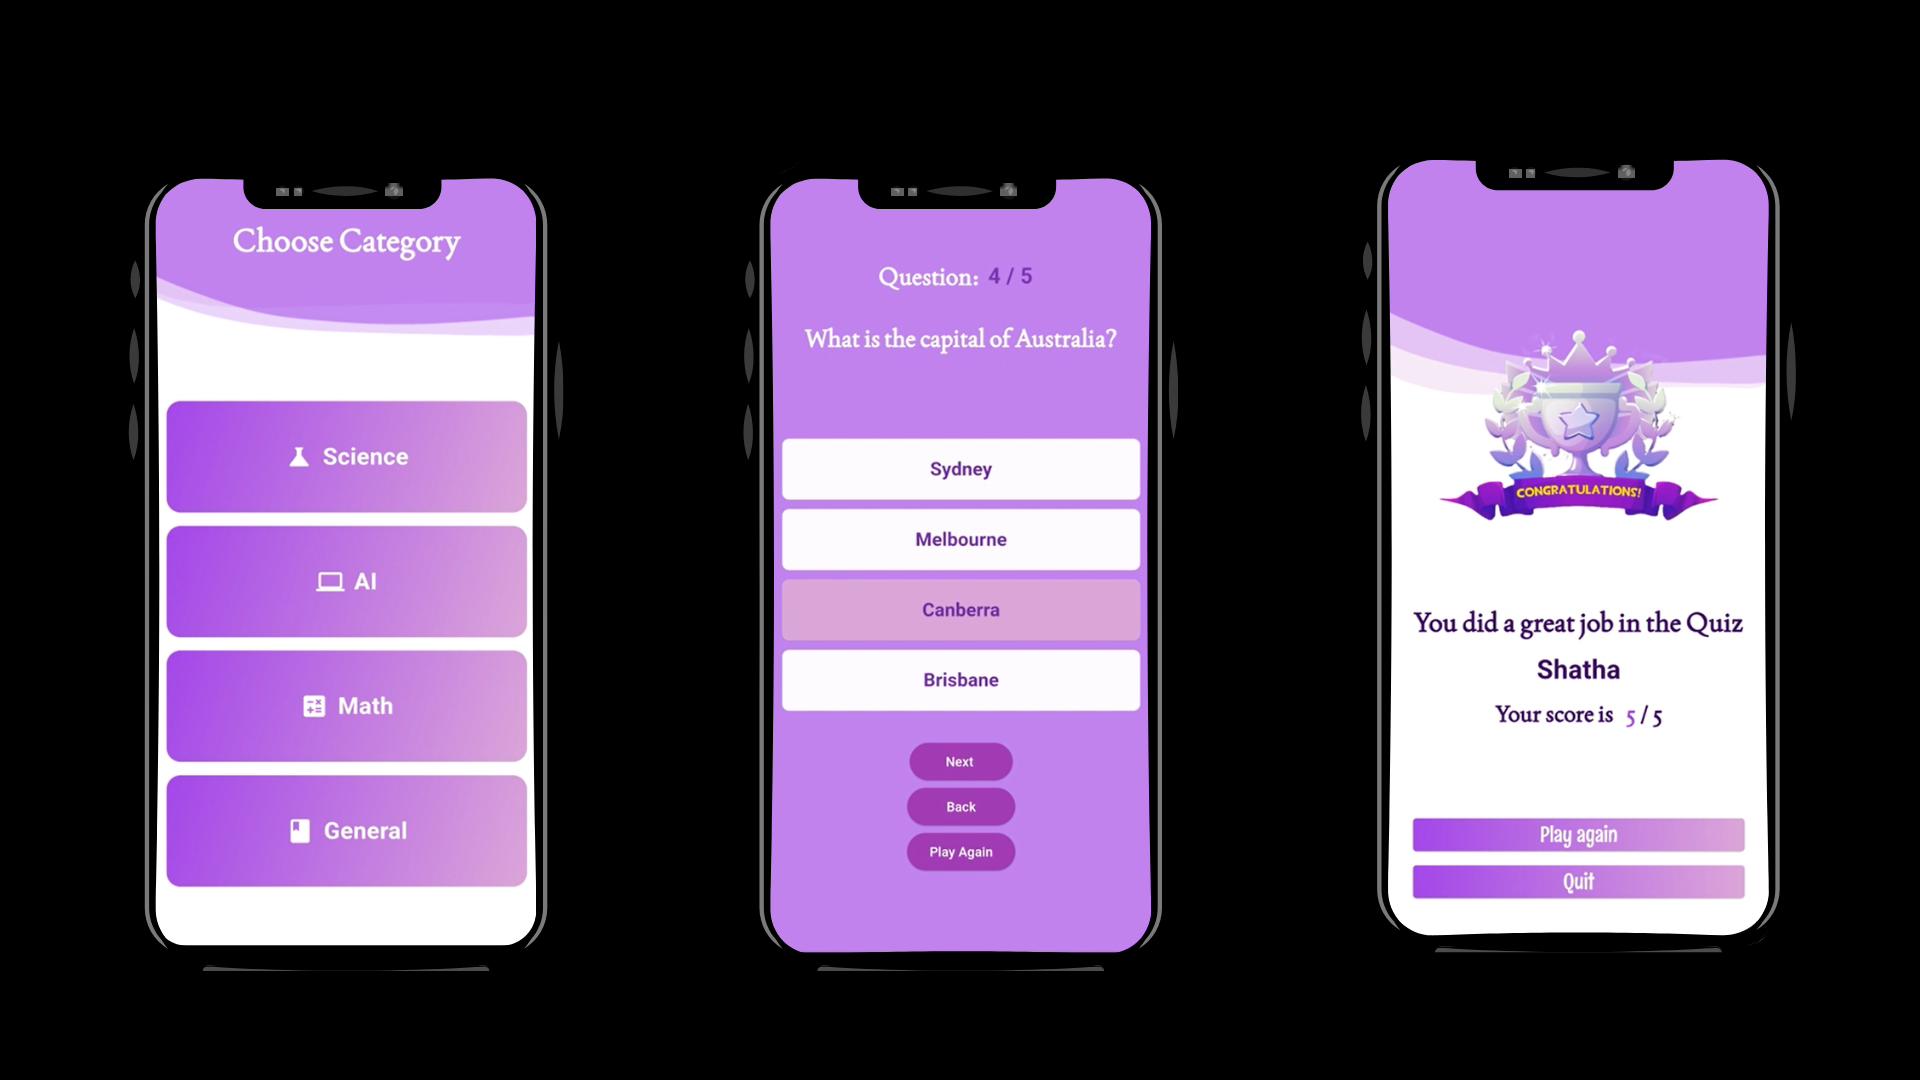 Choose Category
Science
AI
Math
General
Question: 4 / 5
What is the capital of Australia?
Sydney
Melbourne
Canberra
Brisbane
Next
Back
Play Again
CONGRATULATIONS!
You did a great job in the Quiz
Shatha
Your score is 5 / 5
Play again
Quit